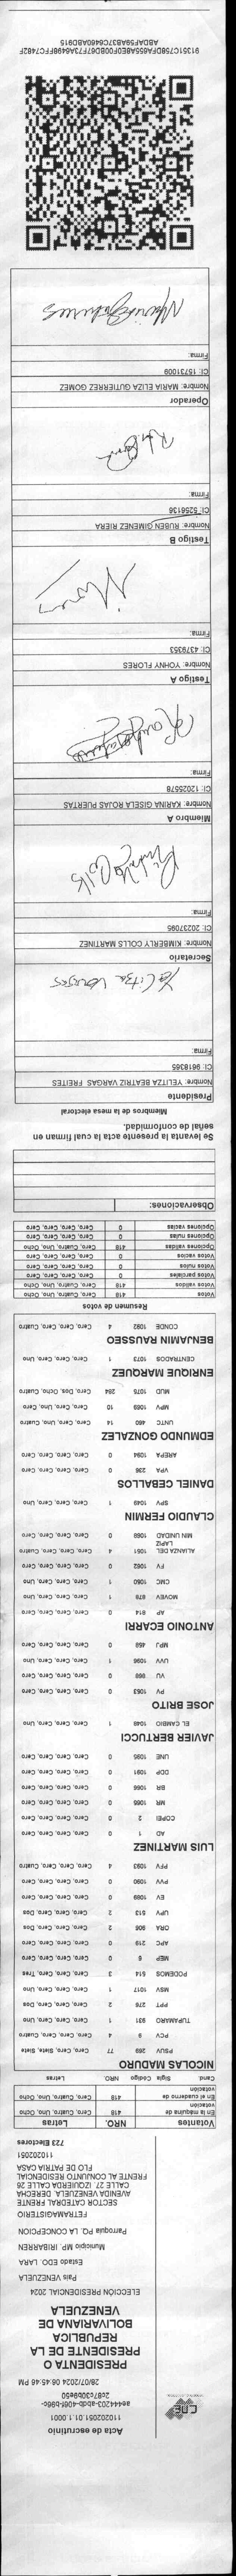 Acta de escrutinio
110202051.01.1.0001
2c87c30b9e50
28/07/2024 06:45:46 PM
PRESIDENTA O
PRESIDENTE DE LA
REPUBLICA
BOLIVARIANA DE
VENEZUELA
ELECCION PRESIDENCIAL 2024
País VENEZUELA
Estado EDO. LARA
Municipio MP. IRIBARREN
Parroquia PQ. LA CONCEPCION
FETRAMAGISTERIO
SECTOR CATEDRAL FRENTE
AVENIDA VENEZUELA. DERECHA
CALLE 27. IZQUIERDA CALLE 26
FRENTE AL CONJUNTO RESIDENCIAL
FLO DE PATRIA CASA
110202051
723 Electores
CNE
Votantes NRO. Letras
En la máquina de votación 418 Cero, Cuatro, Uno, Ocho
En el cuaderno de votación 418 Cero, Cuatro, Uno, Ocho
Cand. Sigla Codigo NRO. Letras
NICOLAS MADURO
PSUV 269 77 Cero, Cero, Siete, Siete
PCV 9 4 Cero, Cero, Cero, Cuatro
TUPAMARO 931 1 Cero, Cero, Cero, Uno
PPT 276 2 Cero, Cero, Cero, Dos
MSV 1017 1 Cero, Cero, Cero, Uno
PODEMOS 514 3 Cero, Cero, Cero, Tres
MEP 6 0 Cero, Cero, Cero, Cero
APC 219 0 Cero, Cero, Cero, Cero
ORA 906 2 Cero, Cero, Cero, Dos
UPV 513 2 Cero, Cero, Cero, Dos
EV 1089 0 Cero, Cero, Cero, Cero
PVV 1090 0 Cero, Cero, Cero, Cero
PFV 1093 4 Cero, Cero, Cero, Cuatro
LUIS MARTINEZ
AD 1 0 Cero, Cero, Cero, Cero
COPEI 2 0 Cero, Cero, Cero, Cero
MR 1065 0 Cero, Cero, Cero, Cero
BR 1066 0 Cero, Cero, Cero, Cero
DDP 1091 0 Cero, Cero, Cero, Cero
UNE 1095 0 Cero, Cero, Cero, Cero
JAVIER BERTUCCI
EL CAMBIO 1048 1 Cero, Cero, Cero, Uno
JOSE BRITO
PV 1053 0 Cero, Cero, Cero, Cero
VU 988 0 Cero, Cero, Cero, Cero
UVV 1096 1 Cero, Cero, Cero, Uno
MPJ 459 0 Cero, Cero, Cero, Cero
ANTONIO ECARRI
AP 814 0 Cero, Cero, Cero, Cero
MOVEV 878 1 Cero, Cero, Cero, Uno
CMC 1050 1 Cero, Cero, Cero, Uno
FV 1052 0 Cero, Cero, Cero, Cero
ALIANZA DEL LAPIZ 1051 4 Cero, Cero, Cero, Cuatro
MIN UNIDAD 1088 0 Cero, Cero, Cero, Cero
CLAUDIO FERMIN
SPV 1049 1 Cero, Cero, Cero, Uno
DANIEL CEBALLOS
VPA 236 0 Cero, Cero, Cero, Cero
AREPA 1094 0 Cero, Cero, Cero, Cero
EDMUNDO GONZALEZ
UNTC 460 14 Cero, Cero, Uno, Cuatro
MPV 1069 10 Cero, Cero, Uno, Cero
MUD 1075 284 Cero, Dos, Ocho, Cuatro
ENRIQUE MARQUEZ
CENTRADOS 1073 1 Cero, Cero, Cero, Uno
BENJAMIN RAUSSEO
CONDE 1092 4 Cero, Cero, Cero, Cuatro
Resumen de votos
Votos 418 Cero, Cuatro, Uno, Ocho
Votos validos 418 Cero, Cuatro, Uno, Ocho
Votos parciales 0 Cero, Cero, Cero, Cero
Votos nulos 0 Cero, Cero, Cero, Cero
Votos vacios 0 Cero, Cero, Cero, Cero
Opciones validas 418 Cero, Cuatro, Uno, Ocho
Opciones nulas 0 Cero, Cero, Cero, Cero
Opciones vacias 0 Cero, Cero, Cero, Cero
Observaciones:
Se levanta la presente acta la cual firman en
señal de conformidad.
Miembros de la mesa electoral
Presidente
Nombre: YELITZA BEATRIZ VARGAS FREITES
CI: 9618365
Firma:
Yelitza Vargas
Secretario
Nombre: KIMBERLY COLLS MARTINEZ
CI: 20237095
Firma:
Miembro A
Nombre: KARINA GISELA ROJAS PUERTAS
CI: 12025578
Firma:
Testigo A
Nombre: YOHNY FLORES
CI: 4379353
Firma:
Testigo B
Nombre: RUBEN GIMENEZ RIERA
CI: 5256136
Firma:
Operador
Nombre: MARIA ELIZA GUTIERREZ GOMEZ
CI: 15731009
Firma: